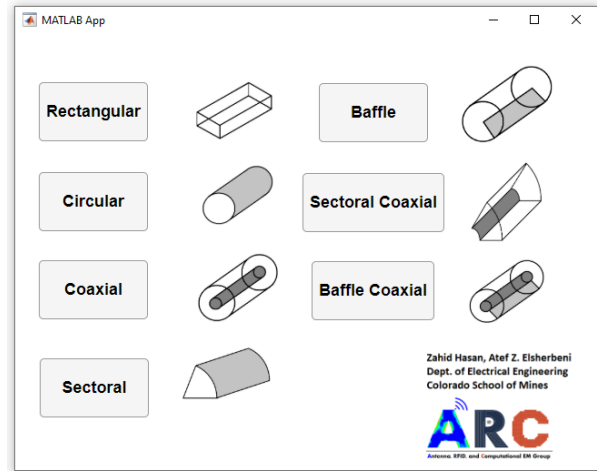 MATLAB App
Rectangular
Baffle
Circular
Sectoral Coaxial
Coaxial
Baffle Coaxial
Sectoral
Zahid Hasan, Atef Z. Elsherbeni
Dept. of Electrical Engineering
Colorado School of Mines
ARC
Antenna, RFID, and Computational EM Group